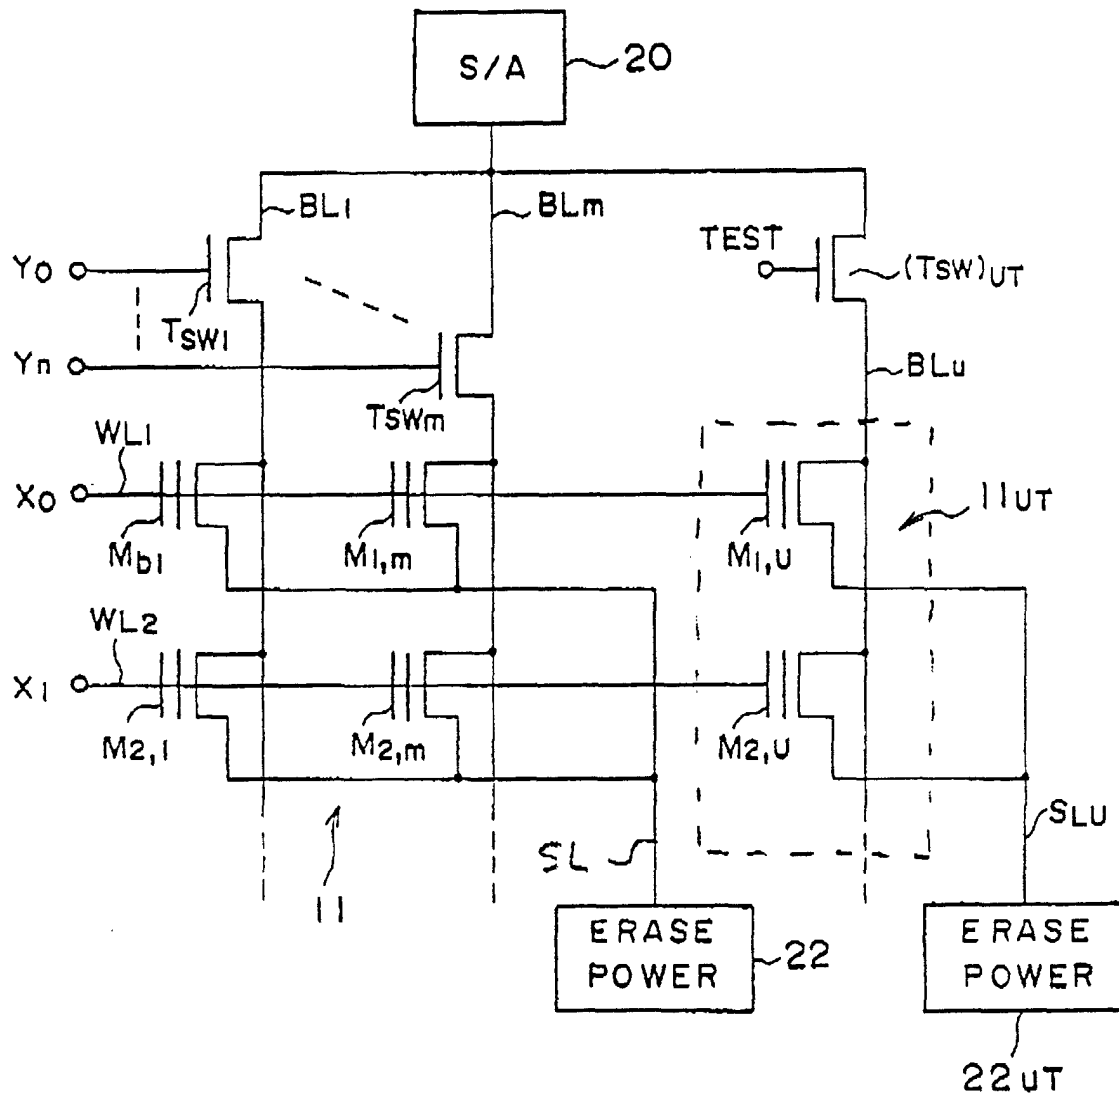 S/A
20
BL1
BLm
TEST
Y0
(TSW)UT
TSW1
Yn
BLu
TSWm
WL1
X0
11UT
Mb1
M1,m
M1,U
WL2
X1
M2,1
M2,m
M2,U
SLU
SL
11
ERASE
POWER
22
ERASE
POWER
22UT